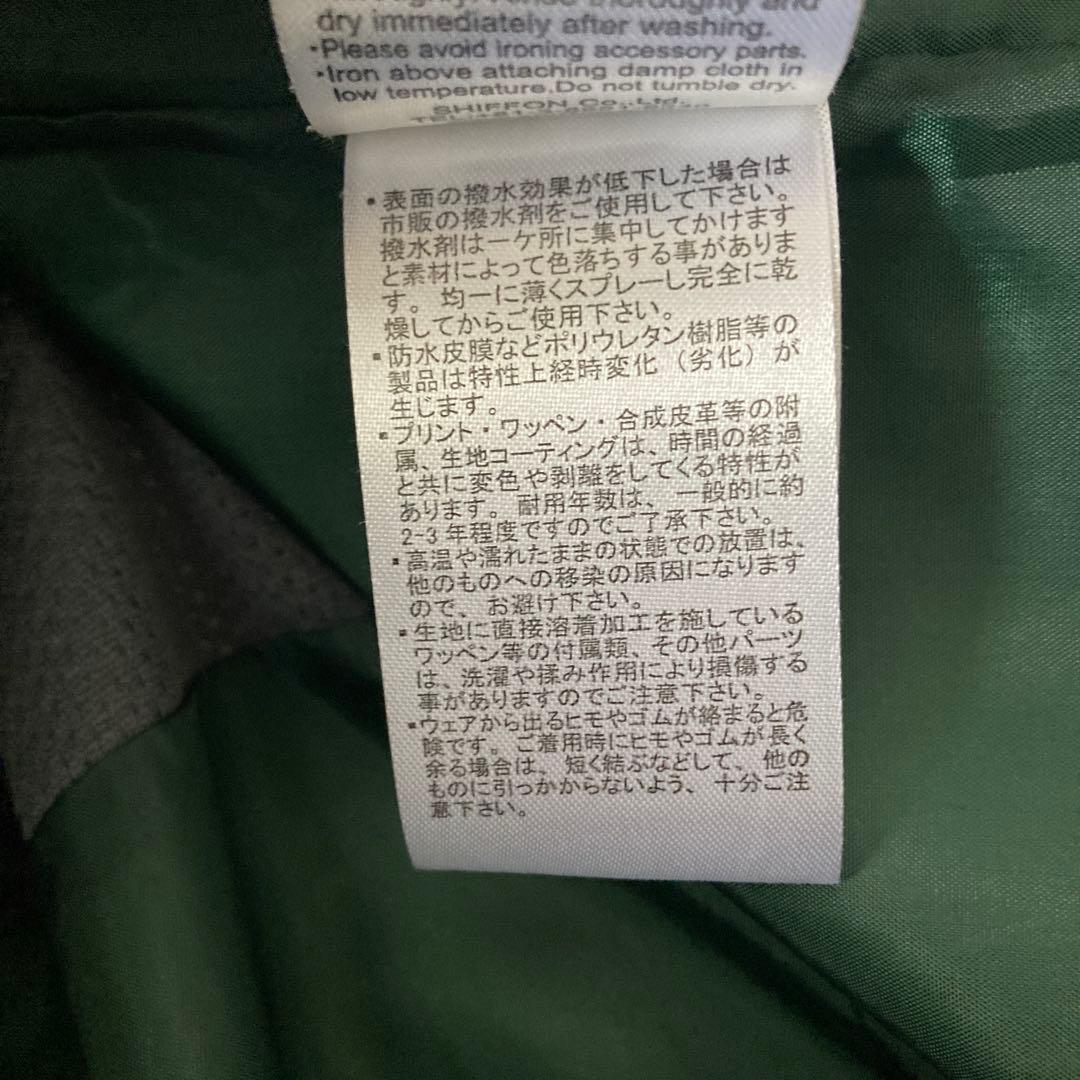 thoroughly and
dry immediately after washing.
•Please avoid ironing accessory parts.
•Iron above attaching damp cloth in
low temperature.Do not tumble dry.
SHIFFON Co., Ltd.
▪表面の撥水効果が低下した場合は
市販の撥水剤をご使用して下さい。
撥水剤は一ケ所に集中してかけます
と素材によって色落ちする事がありま
す。均一に薄くスプレーし完全に乾
燥してからご使用下さい。
▪防水皮膜などポリウレタン樹脂等の
製品は特性上経時変化（劣化）が
生じます。
▪プリント・ワッペン・合成皮革等の附
属、生地コーティングは、時間の経過
と共に変色や剥離をしてくる特性が
あります。耐用年数は、一般的に約
2-3年程度ですのでご了承下さい。
▪高温や濡れたままの状態での放置は、
他のものへの移染の原因になります
ので、お避け下さい。
▪生地に直接溶着加工を施している
ワッペン等の付属類、その他パーツ
は、洗濯や揉み作用により損傷する
事がありますのでご注意下さい。
▪ウェアから出るヒモやゴムが絡まると危
険です。ご着用時にヒモやゴムが長く
余る場合は、短く結ぶなどして、他の
ものに引っかからないよう、十分ご注
意下さい。